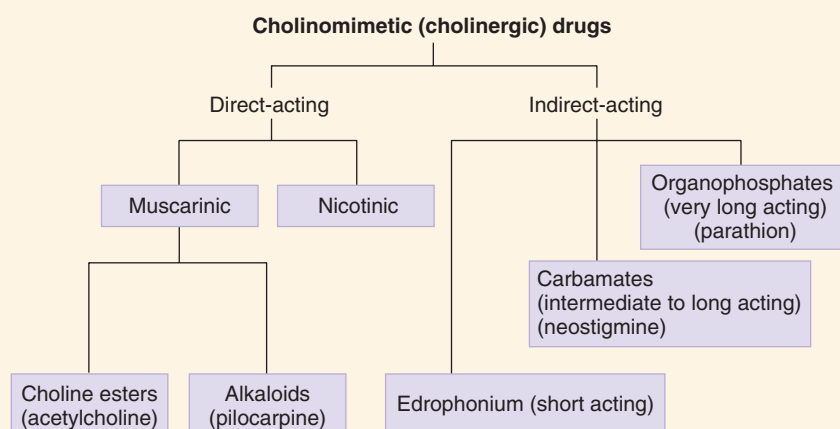 Cholinomimetic (cholinergic) drugs
Direct-acting
Indirect-acting
Muscarinic
Nicotinic
Organophosphates
(very long acting)
(parathion)
Carbamates
(intermediate to long acting)
(neostigmine)
Choline esters
(acetylcholine)
Alkaloids
(pilocarpine)
Edrophonium (short acting)